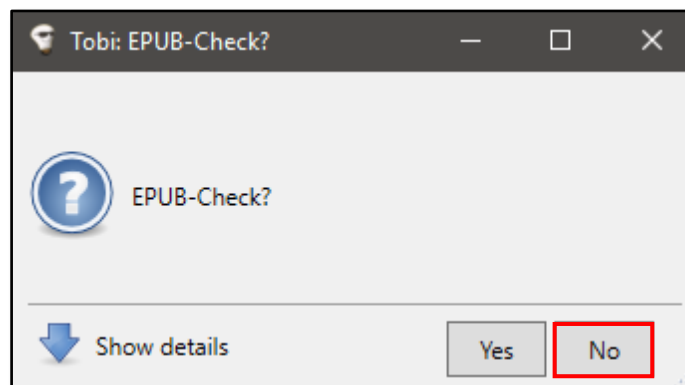 Tobi: EPUB-Check?
EPUB-Check?
Show details
Yes
No